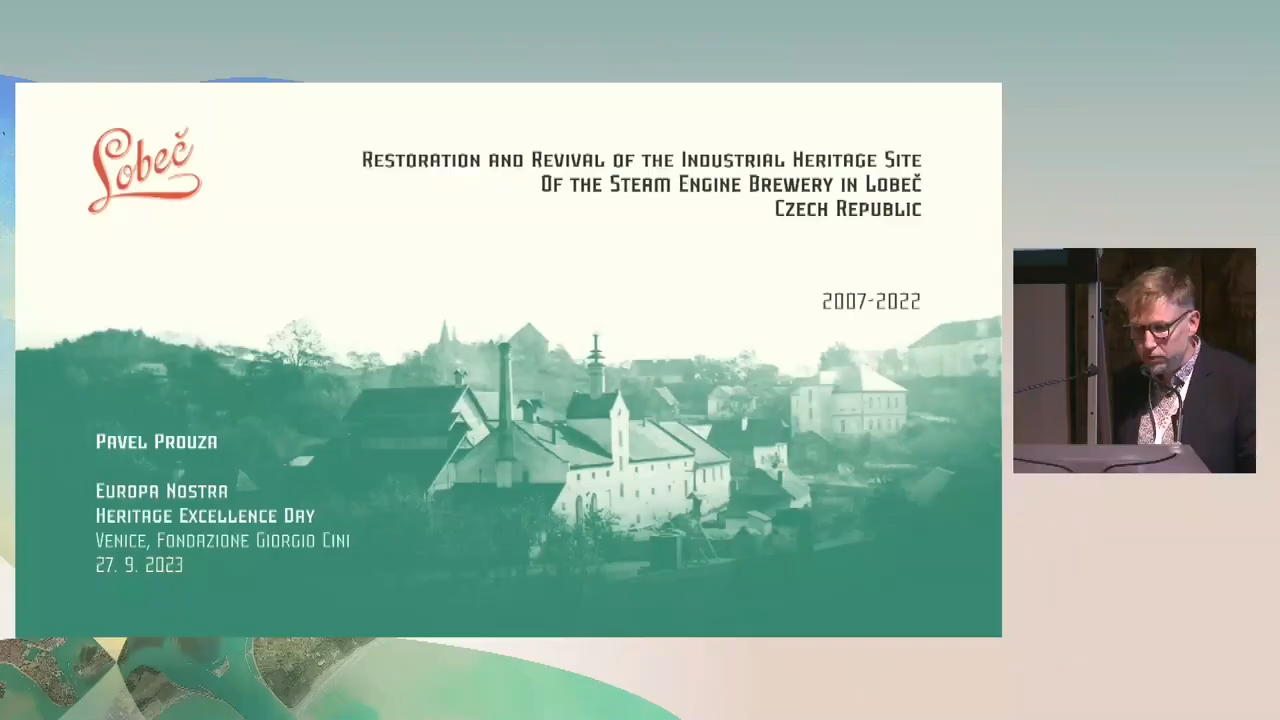 Lobeč
Restoration and Revival of the Industrial Heritage Site
Of the Steam Engine Brewery in Lobeč
Czech Republic
2007-2022
Pavel Prouza
Europa Nostra
Heritage Excellence Day
Venice, Fondazione Giorgio Cini
27. 9. 2023